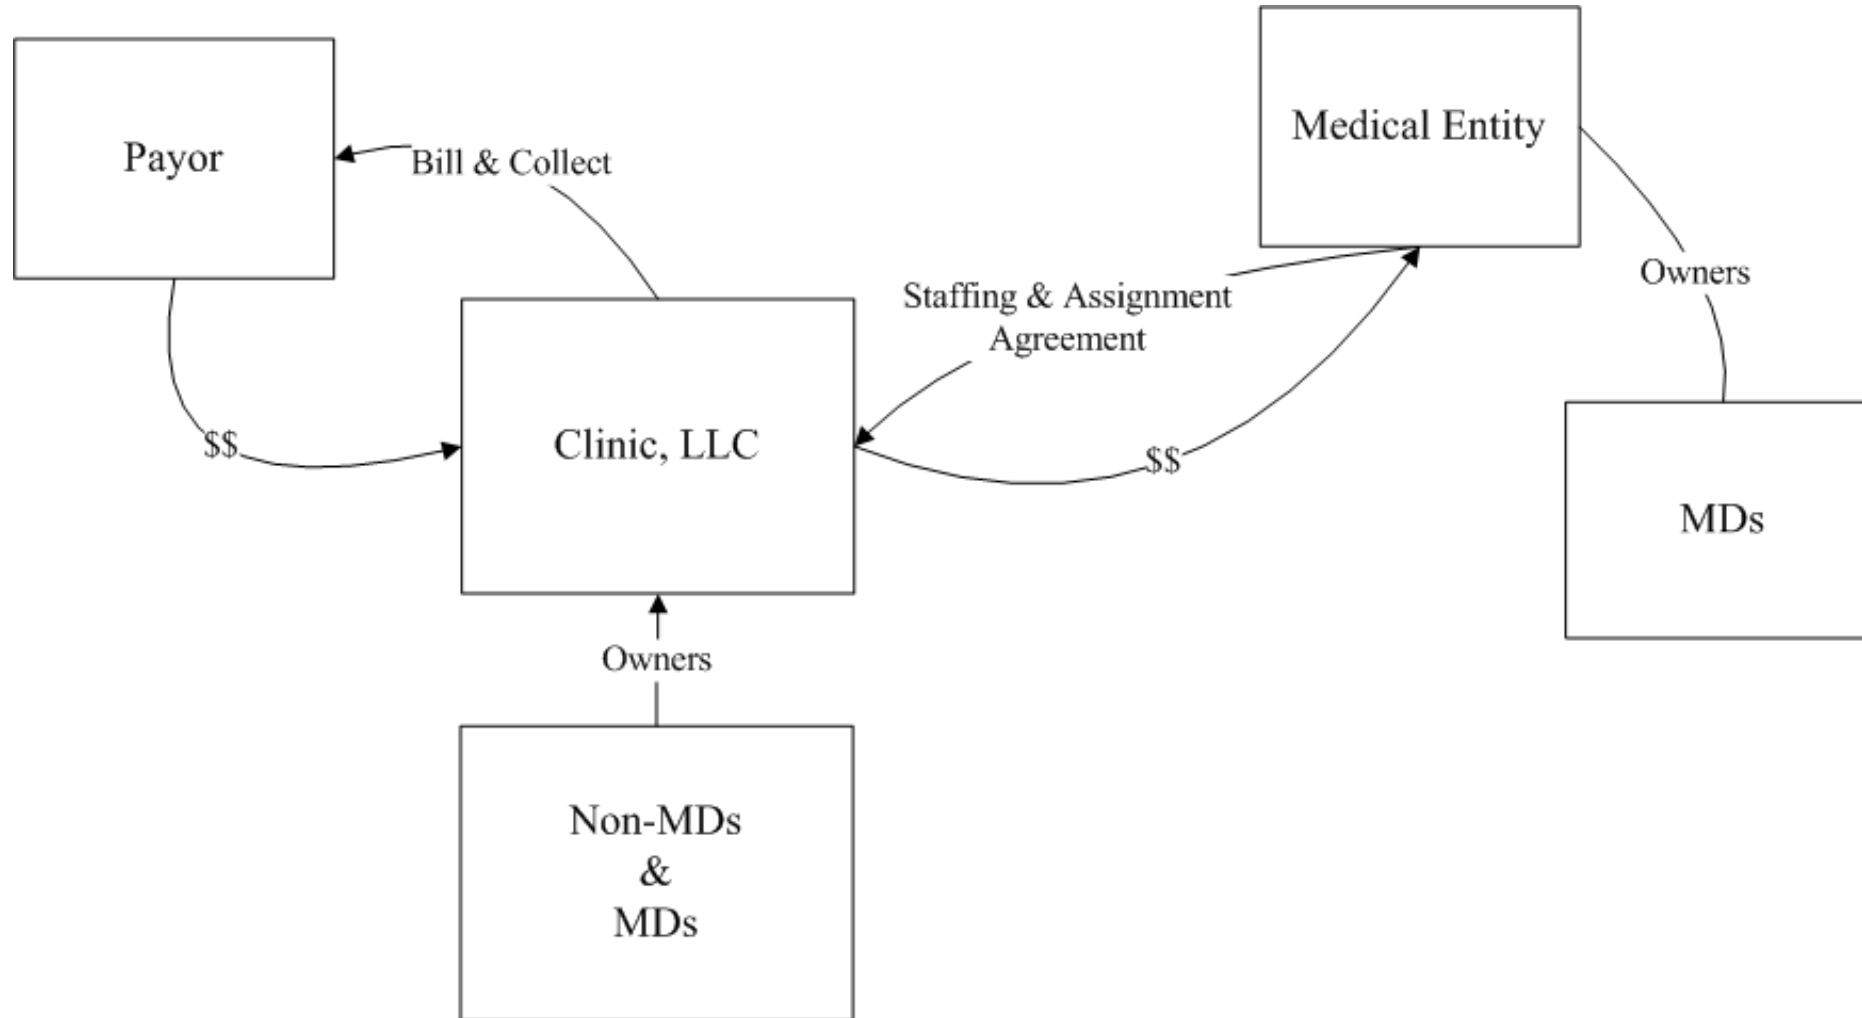 Payor
Bill & Collect
Medical Entity
Owners
Staffing & Assignment
Agreement
$$
Clinic, LLC
$$
MDs
Owners
Non-MDs
&
MDs